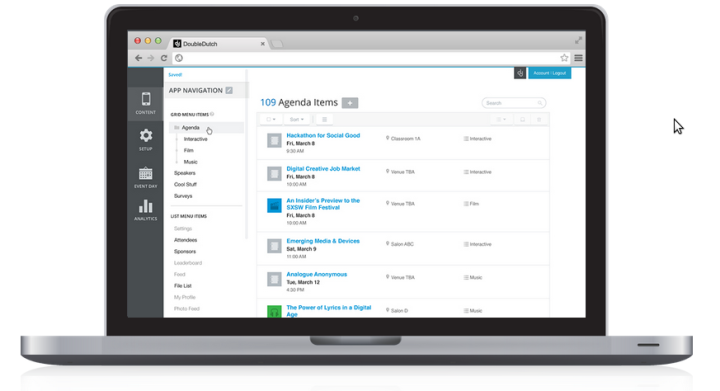 DoubleDutch
Saved!
Account / Logout
APP NAVIGATION
109 Agenda Items
Search
CONTENT
GRID MENU ITEMS
Sort
Agenda
Interactive
Film
Music
SETUP
Speakers
Cool Stuff
Surveys
EVENT DAY
ANALYTICS
LIST MENU ITEMS
Settings
Attendees
Sponsors
Leaderboard
Feed
File List
My Profile
Photo Feed
Hackathon for Social Good
Fri, March 8
9:30 AM
Classroom 1A
Interactive
Digital Creative Job Market
Fri, March 8
10:00 AM
Venue TBA
Interactive
An Insider's Preview to the
SXSW Film Festival
Fri, March 8
10:00 AM
Venue TBA
Film
Emerging Media & Devices
Sat, March 9
11:00 AM
Salon ABC
Interactive
Analogue Anonymous
Tue, March 12
4:30 PM
Venue TBA
Music
The Power of Lyrics in a Digital
Age
Salon D
Music